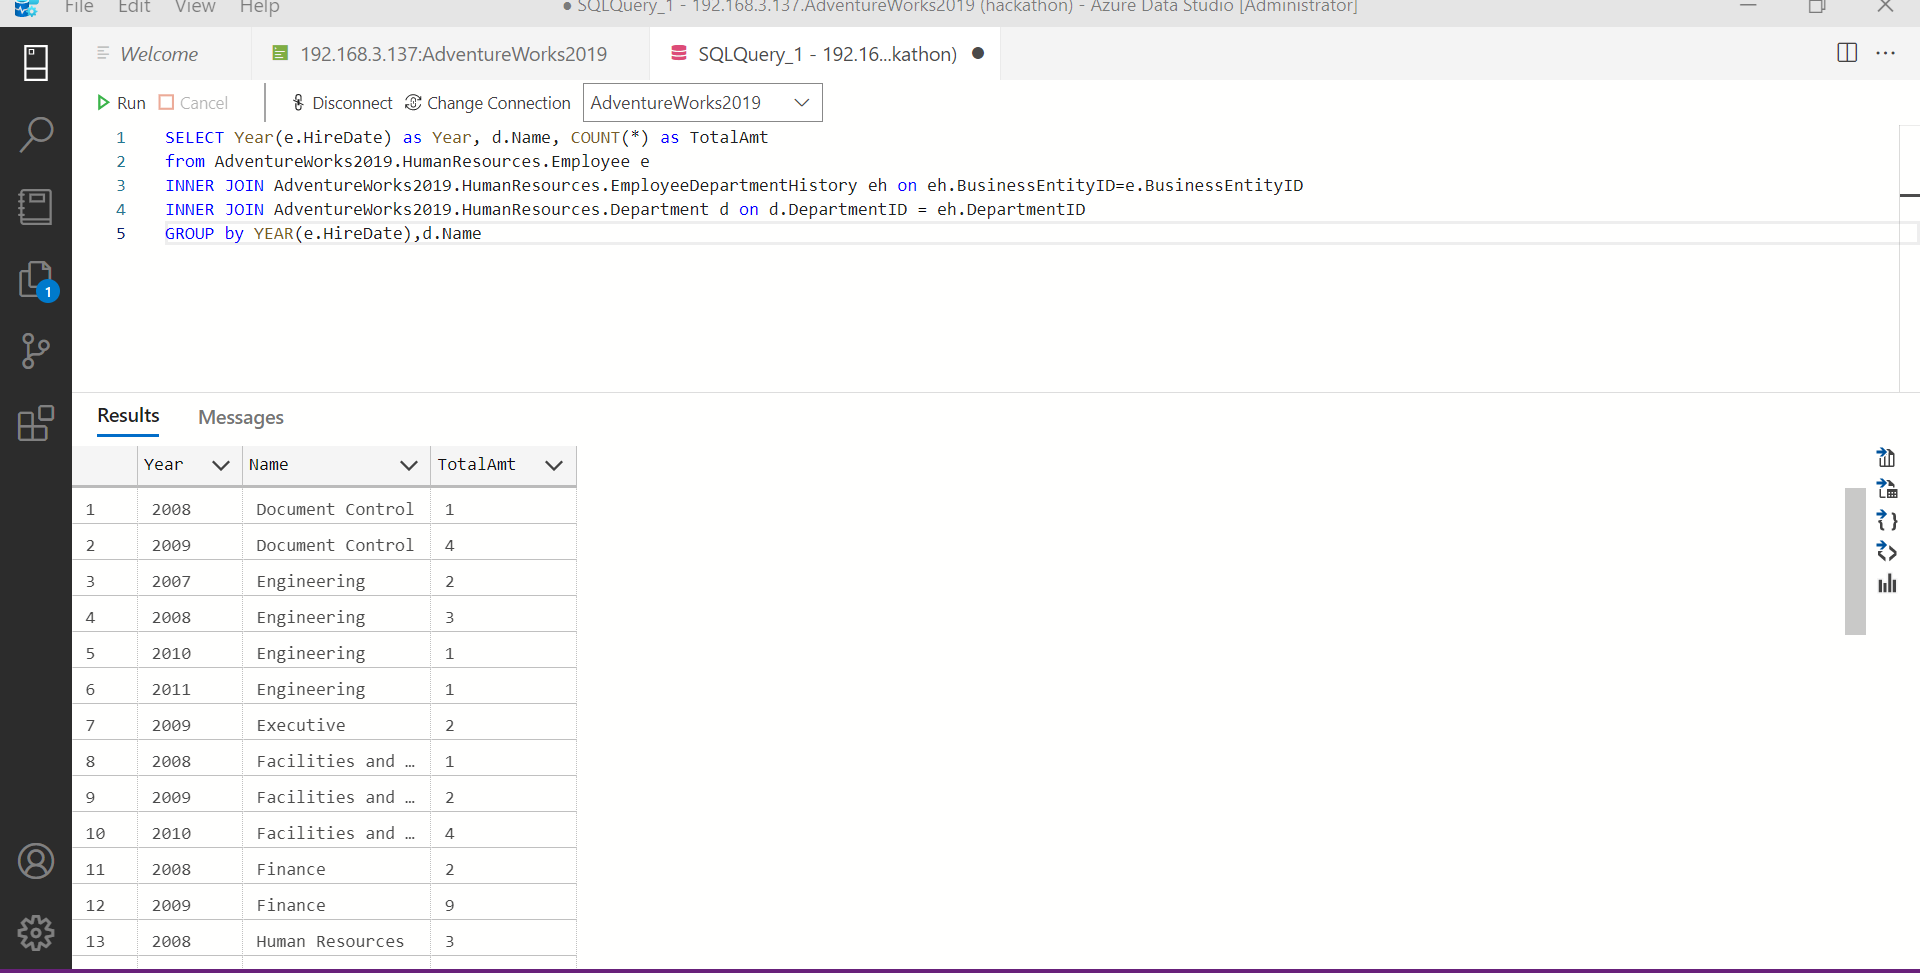 File Edit View Help
● SQLQuery_1 - 192.168.3.137.AdventureWorks2019 (hackathon) - Azure Data Studio [Administrator]
Welcome
192.168.3.137:AdventureWorks2019
SQLQuery_1 - 192.16...kathon) ●
Run Cancel Disconnect Change Connection AdventureWorks2019
1 SELECT Year(e.HireDate) as Year, d.Name, COUNT(*) as TotalAmt
2 from AdventureWorks2019.HumanResources.Employee e
3 INNER JOIN AdventureWorks2019.HumanResources.EmployeeDepartmentHistory eh on eh.BusinessEntityID=e.BusinessEntityID
4 INNER JOIN AdventureWorks2019.HumanResources.Department d on d.DepartmentID = eh.DepartmentID
5 GROUP by YEAR(e.HireDate),d.Name
1
Results Messages
Year Name TotalAmt
1 2008 Document Control 1
2 2009 Document Control 4
3 2007 Engineering 2
4 2008 Engineering 3
5 2010 Engineering 1
6 2011 Engineering 1
7 2009 Executive 2
8 2008 Facilities and … 1
9 2009 Facilities and … 2
10 2010 Facilities and … 4
11 2008 Finance 2
12 2009 Finance 9
13 2008 Human Resources 3